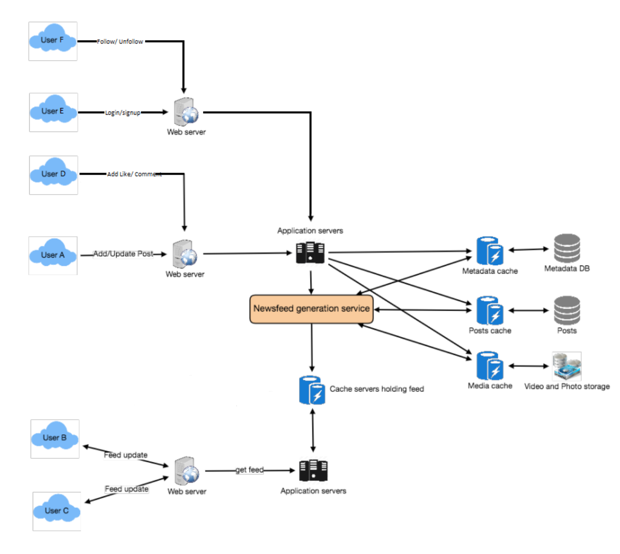 User F
Follow/ Unfollow
User E
Login/signup
Web server
User D
Add Like/ Comment
Application servers
User A
Add/Update Post
Web server
Metadata cache
Metadata DB
Newsfeed generation service
Posts cache
Posts
Media cache
Video and Photo storage
Cache servers holding feed
User B
Feed update
get feed
Feed update
Web server
Application servers
User C